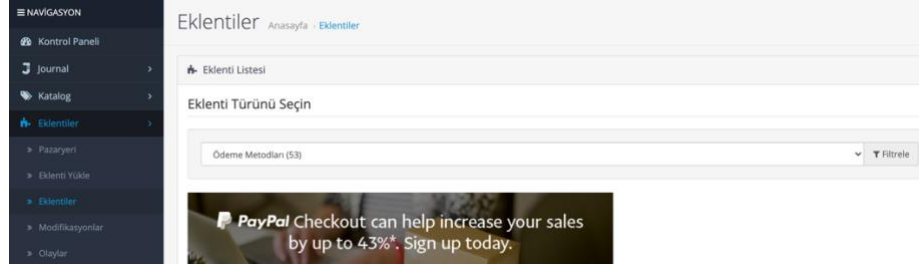 NAVİGASYON
Kontrol Paneli
Journal
Katalog
Eklentiler
» Pazaryeri
» Eklenti Yükle
» Eklentiler
» Modifikasyonlar
» Olaylar
Eklentiler Anasayfa › Eklentiler
Eklenti Listesi
Eklenti Türünü Seçin
Ödeme Metodları (53)
Filtrele
PayPal Checkout can help increase your sales
by up to 43%*. Sign up today.